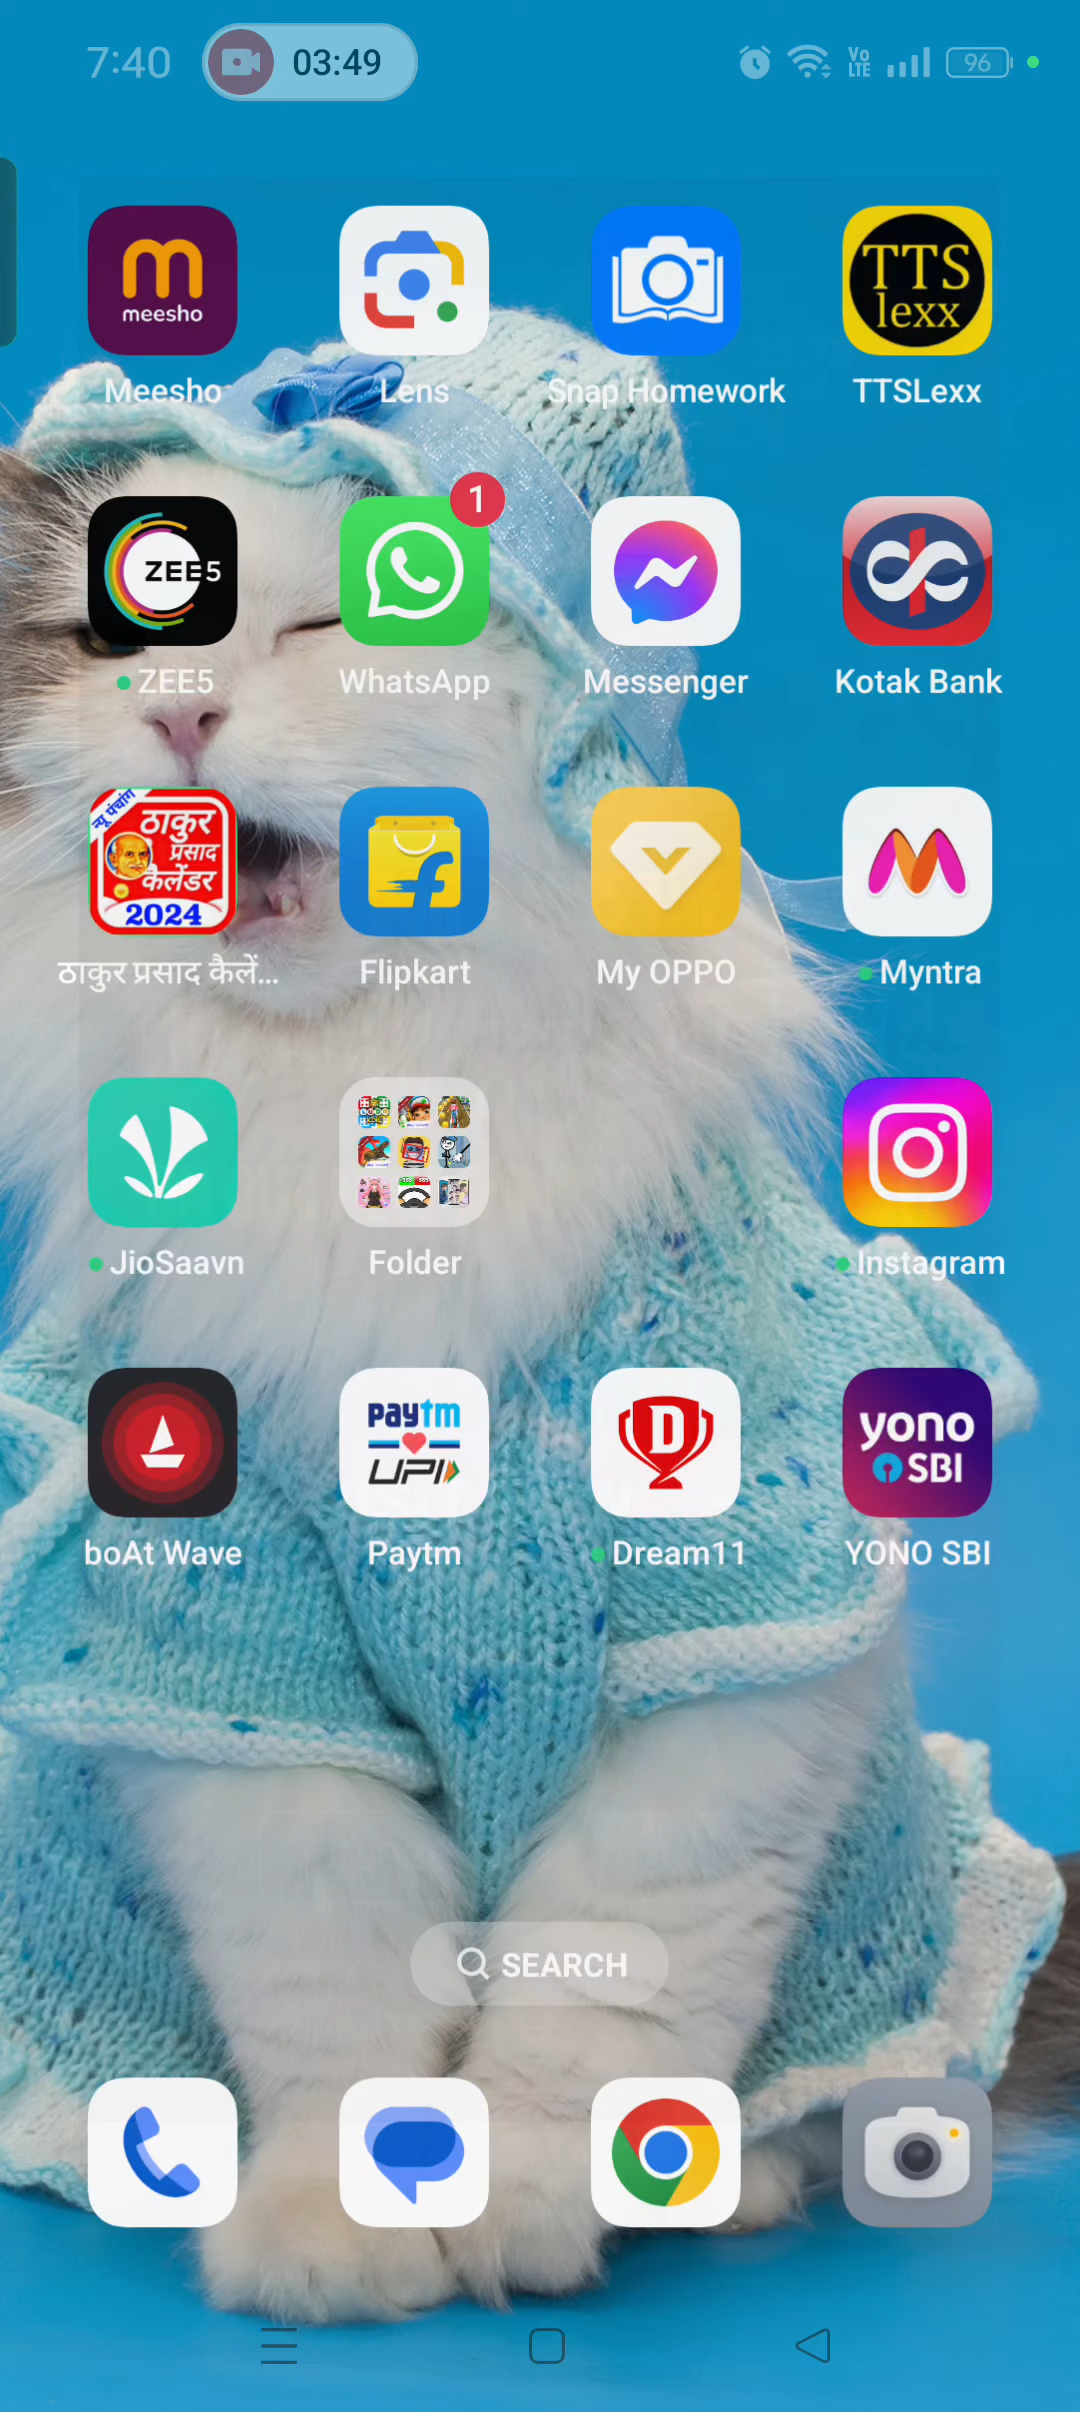 7:40
03:49
Vo
LTE
96
meesho
TTS
lexx
Meesho
Lens
Snap Homework
TTSLexx
ZEE5
1
ZEE5
WhatsApp
Messenger
Kotak Bank
न्यू पंचांग
ठाकुर
प्रसाद
कैलेंडर
2024
ठाकुर प्रसाद कैलें...
Flipkart
My OPPO
Myntra
JioSaavn
Folder
Instagram
paytm
UPI
D
yono
SBI
boAt Wave
Paytm
Dream11
YONO SBI
SEARCH